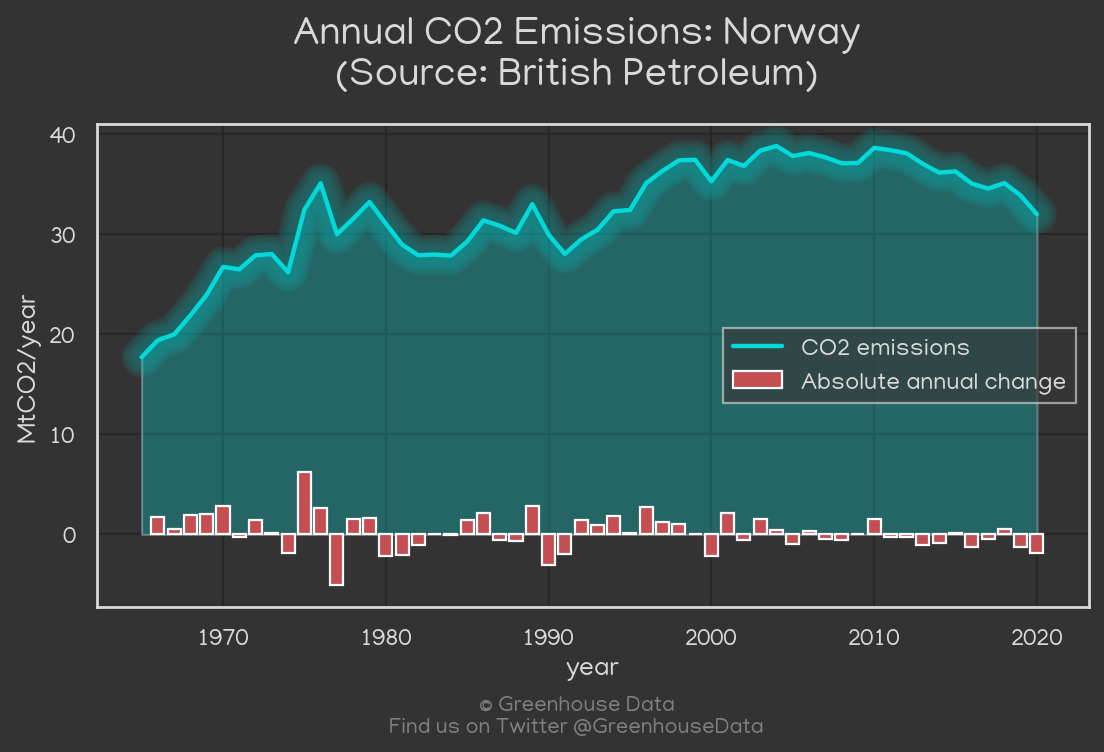 Annual CO2 Emissions: Norway
(Source: British Petroleum)
40
30
20
10
0
MtCO2/year
CO2 emissions
Absolute annual change
1970 1980 1990 2000 2010 2020
year
© Greenhouse Data
Find us on Twitter @GreenhouseData